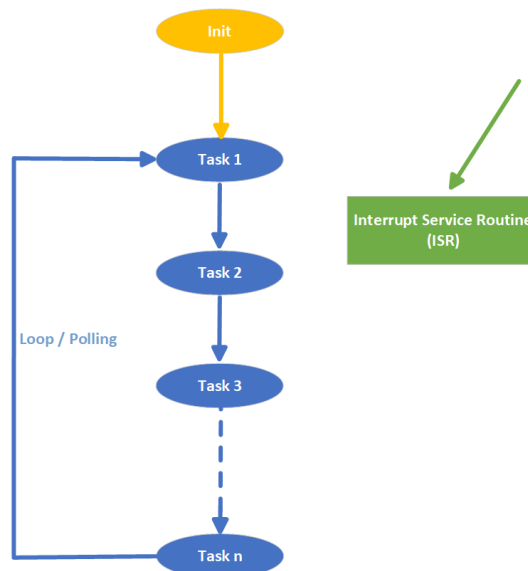 Init
Task 1
Interrupt Service Routine
(ISR)
Task 2
Loop / Polling
Task 3
Task n